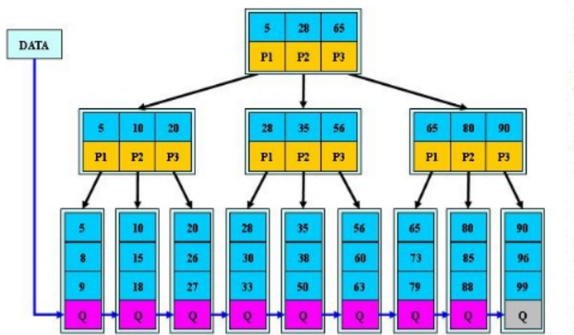 5 28 65
DATA
P1 P2 P3
5 10 20 28 35 56 65 80 90
P1 P2 P3 P1 P2 P3 P1 P2 P3
5 10 20 28 35 56 65 80 90
8 15 26 30 38 60 73 85 96
9 18 27 33 50 63 79 88 99
Q Q Q Q Q Q Q Q Q